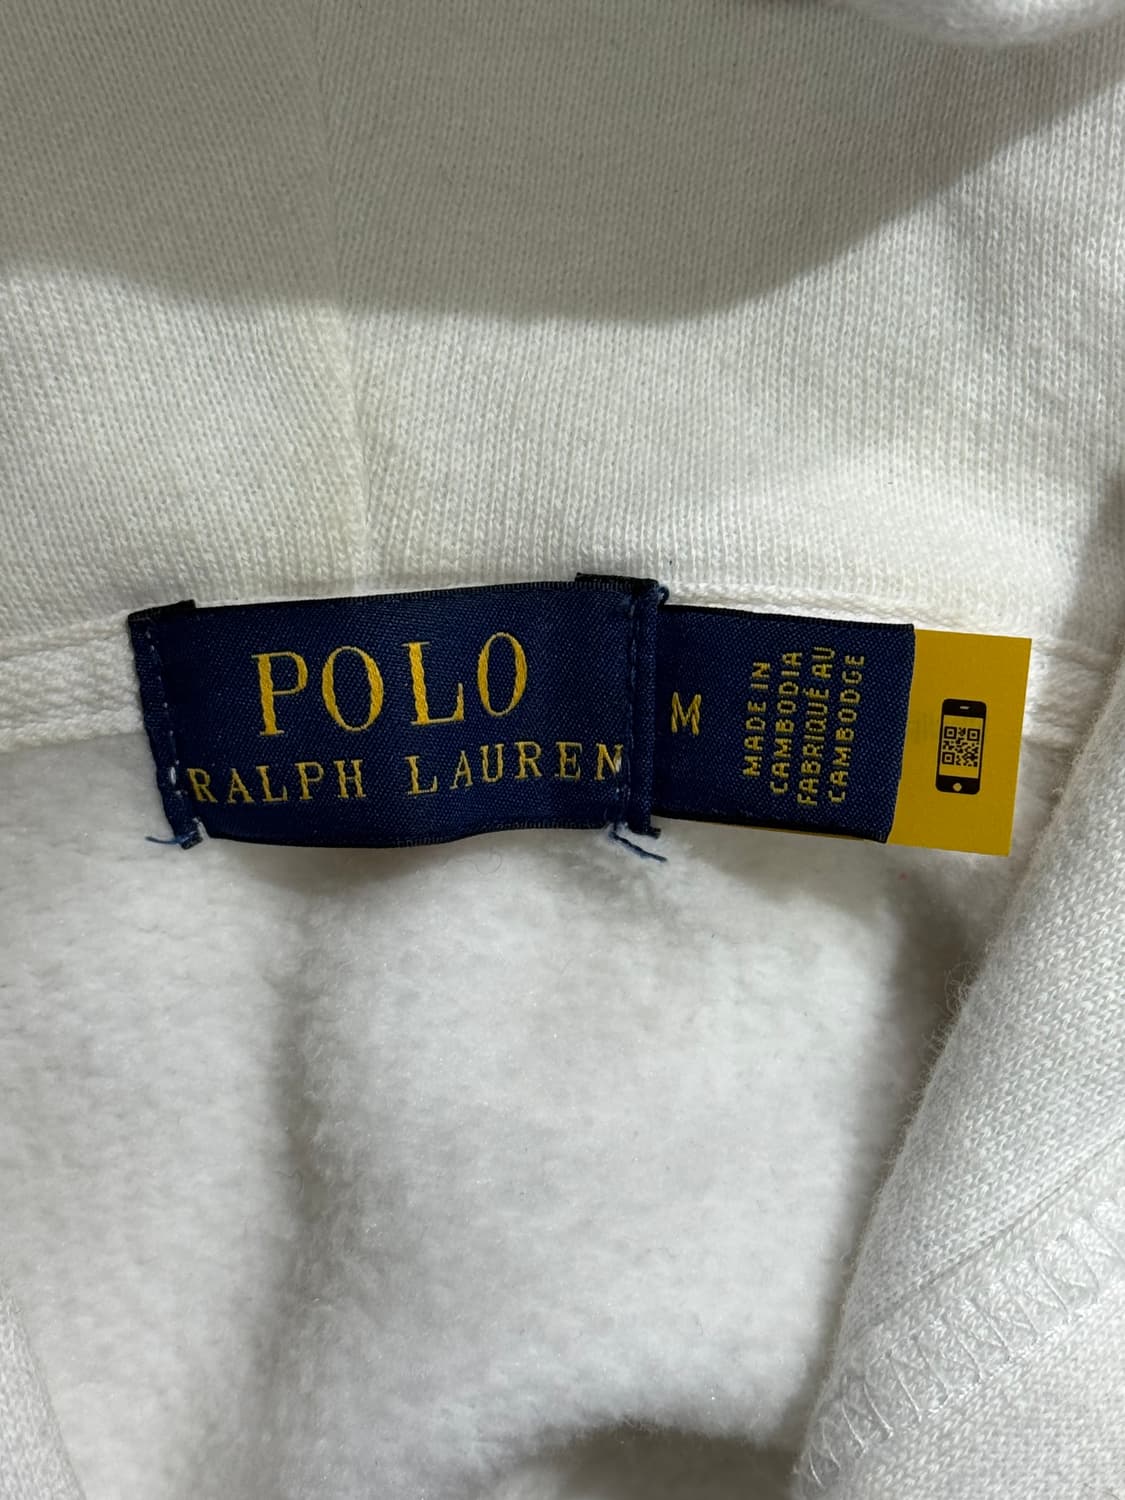 POLO
RALPH LAUREN
M
MADE IN
CAMBODIA
FABRIQUÉ AU
CAMBODGE